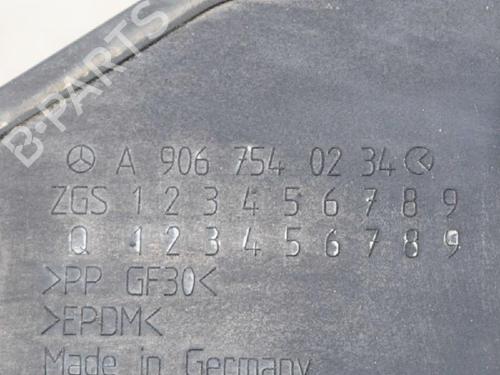 B-PARTS
A 906 754 02 34
ZGS 1 2 3 4 5 6 7 8 9
Q 1 2 3 4 5 6 7 8 9
>PP GF30<
>EPDM<
Made in Germany